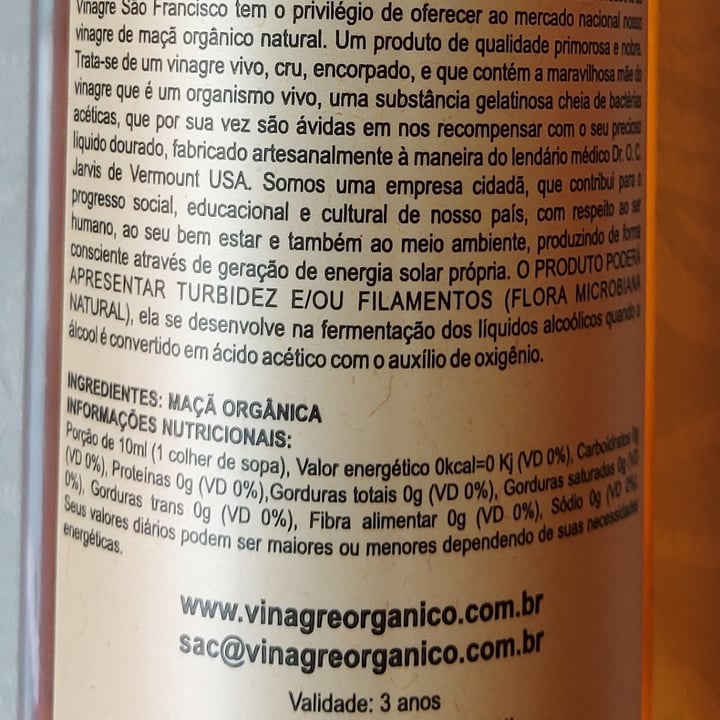 Vinagre São Francisco tem o privilégio de oferecer ao mercado nacional nosso
vinagre de maçã orgânico natural. Um produto de qualidade primorosa e nobre.
Trata-se de um vinagre vivo, cru, encorpado, e que contém a maravilhosa mãe do
vinagre que é um organismo vivo, uma substância gelatinosa cheia de bactérias
acéticas, que por sua vez são ávidas em nos recompensar com o seu precioso
líquido dourado, fabricado artesanalmente à maneira do lendário médico Dr. O. C.
Jarvis de Vermount USA. Somos uma empresa cidadã, que contribui para o
progresso social, educacional e cultural de nosso país, com respeito ao ser
humano, ao seu bem estar e também ao meio ambiente, produzindo de forma
consciente através de geração de energia solar própria. O PRODUTO PODERÁ
APRESENTAR TURBIDEZ E/OU FILAMENTOS (FLORA MICROBIANA
NATURAL), ela se desenvolve na fermentação dos líquidos alcoólicos quando o
álcool é convertido em ácido acético com o auxílio de oxigênio.
INGREDIENTES: MAÇÃ ORGÂNICA
INFORMAÇÕES NUTRICIONAIS:
Porção de 10ml (1 colher de sopa), Valor energético 0kcal=0 Kj (VD 0%), Carboidratos 0g
(VD 0%), Proteínas 0g (VD 0%),Gorduras totais 0g (VD 0%), Gorduras saturadas 0g (VD
0%), Gorduras trans 0g (VD 0%), Fibra alimentar 0g (VD 0%), Sódio 0g (VD 0%).
Seus valores diários podem ser maiores ou menores dependendo de suas necessidades
energéticas.
www.vinagreorganico.com.br
sac@vinagreorganico.com.br
Validade: 3 anos